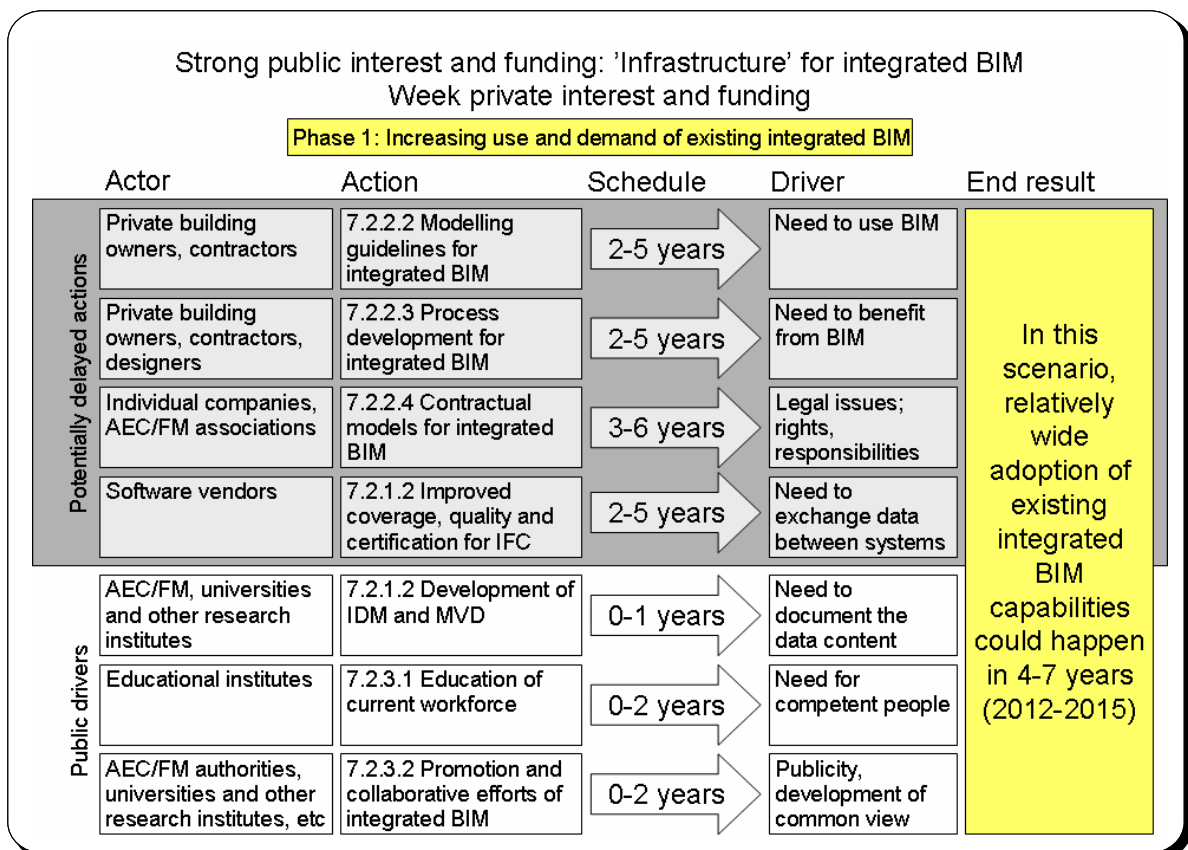 Strong public interest and funding: 'Infrastructure' for integrated BIM
Week private interest and funding
Phase 1: Increasing use and demand of existing integrated BIM
Actor
Action
Schedule
Driver
End result
Potentially delayed actions
Private building
owners, contractors
7.2.2.2 Modelling
guidelines for
integrated BIM
2-5 years
Need to use BIM
Private building
owners, contractors,
designers
7.2.2.3 Process
development for
integrated BIM
2-5 years
Need to benefit
from BIM
Individual companies,
AEC/FM associations
7.2.2.4 Contractual
models for integrated
BIM
3-6 years
Legal issues;
rights,
responsibilities
Software vendors
7.2.1.2 Improved
coverage, quality and
certification for IFC
2-5 years
Need to
exchange data
between systems
Public drivers
AEC/FM, universities
and other research
institutes
7.2.1.2 Development of
IDM and MVD
0-1 years
Need to
document the
data content
Educational institutes
7.2.3.1 Education of
current workforce
0-2 years
Need for
competent people
AEC/FM authorities,
universities and other
research institutes, etc
7.2.3.2 Promotion and
collaborative efforts of
integrated BIM
0-2 years
Publicity,
development of
common view
In this
scenario,
relatively
wide
adoption of
existing
integrated
BIM
capabilities
could happen
in 4-7 years
(2012-2015)